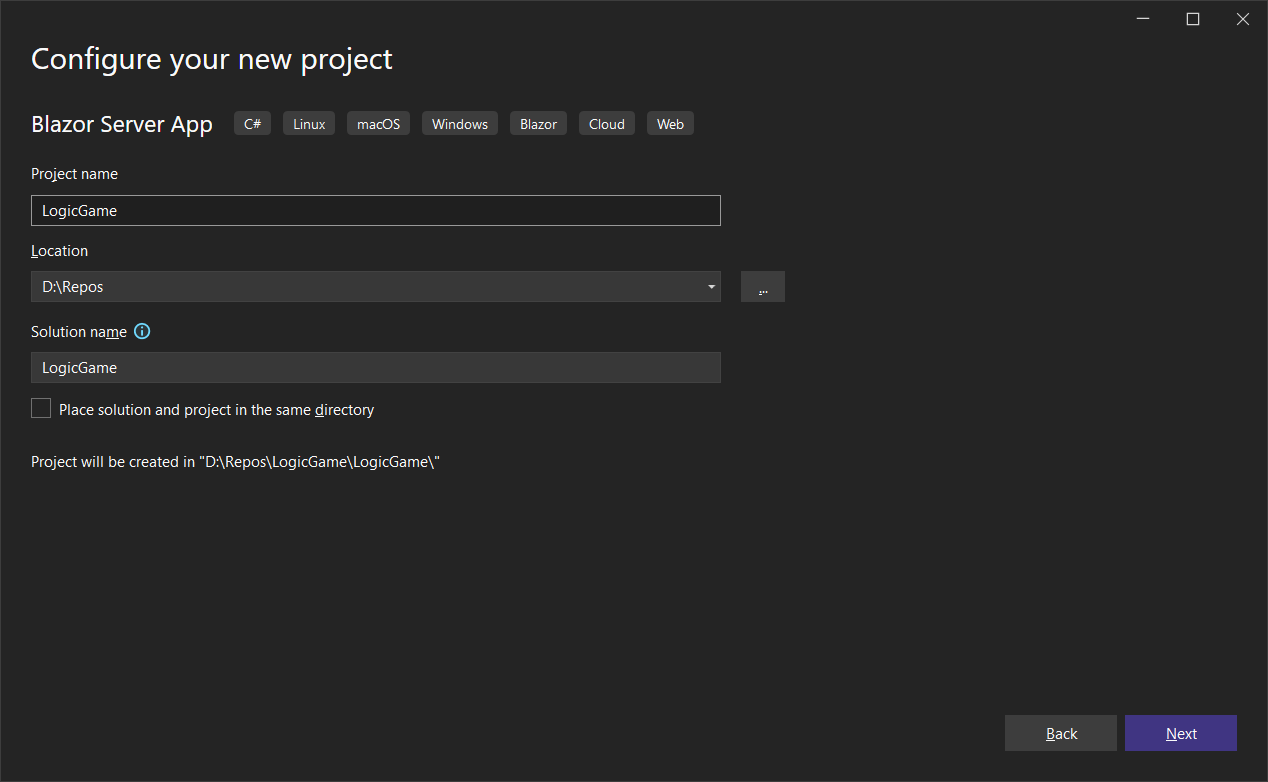 Configure your new project
Blazor Server App C# Linux macOS Windows Blazor Cloud Web
Project name
LogicGame
Location
D:\Repos
...
Solution name
LogicGame
Place solution and project in the same directory
Project will be created in "D:\Repos\LogicGame\LogicGame\"
Back Next